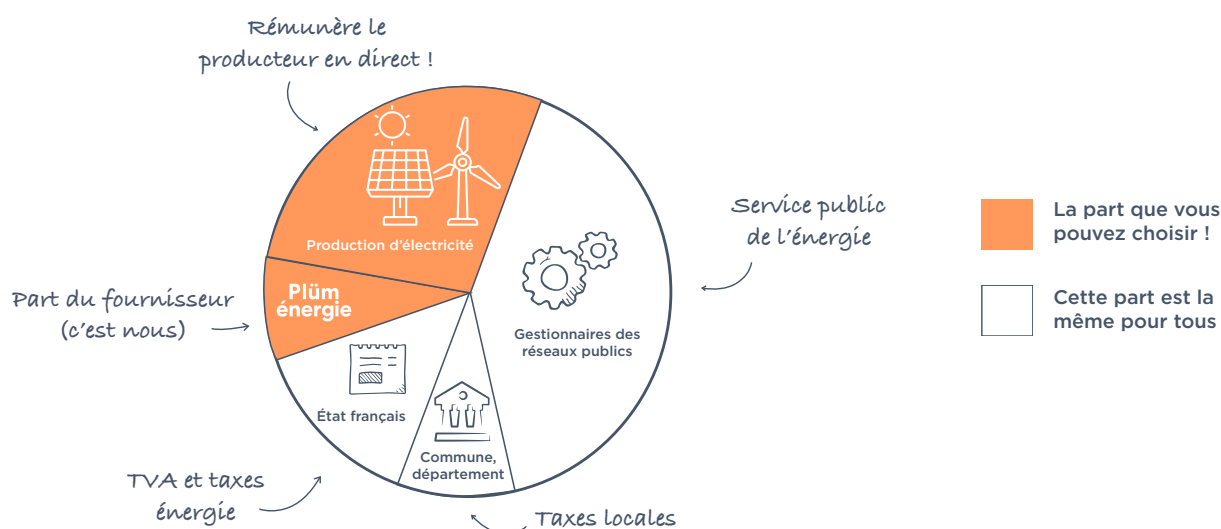 Rémunère le
producteur en direct !
Production d'électricité
Plüm
énergie
Part du fournisseur
(c'est nous)
État français
TVA et taxes
énergie
Commune,
département
Taxes locales
Gestionnaires des
réseaux publics
Service public
de l'énergie
La part que vous
pouvez choisir !
Cette part est la
même pour tous